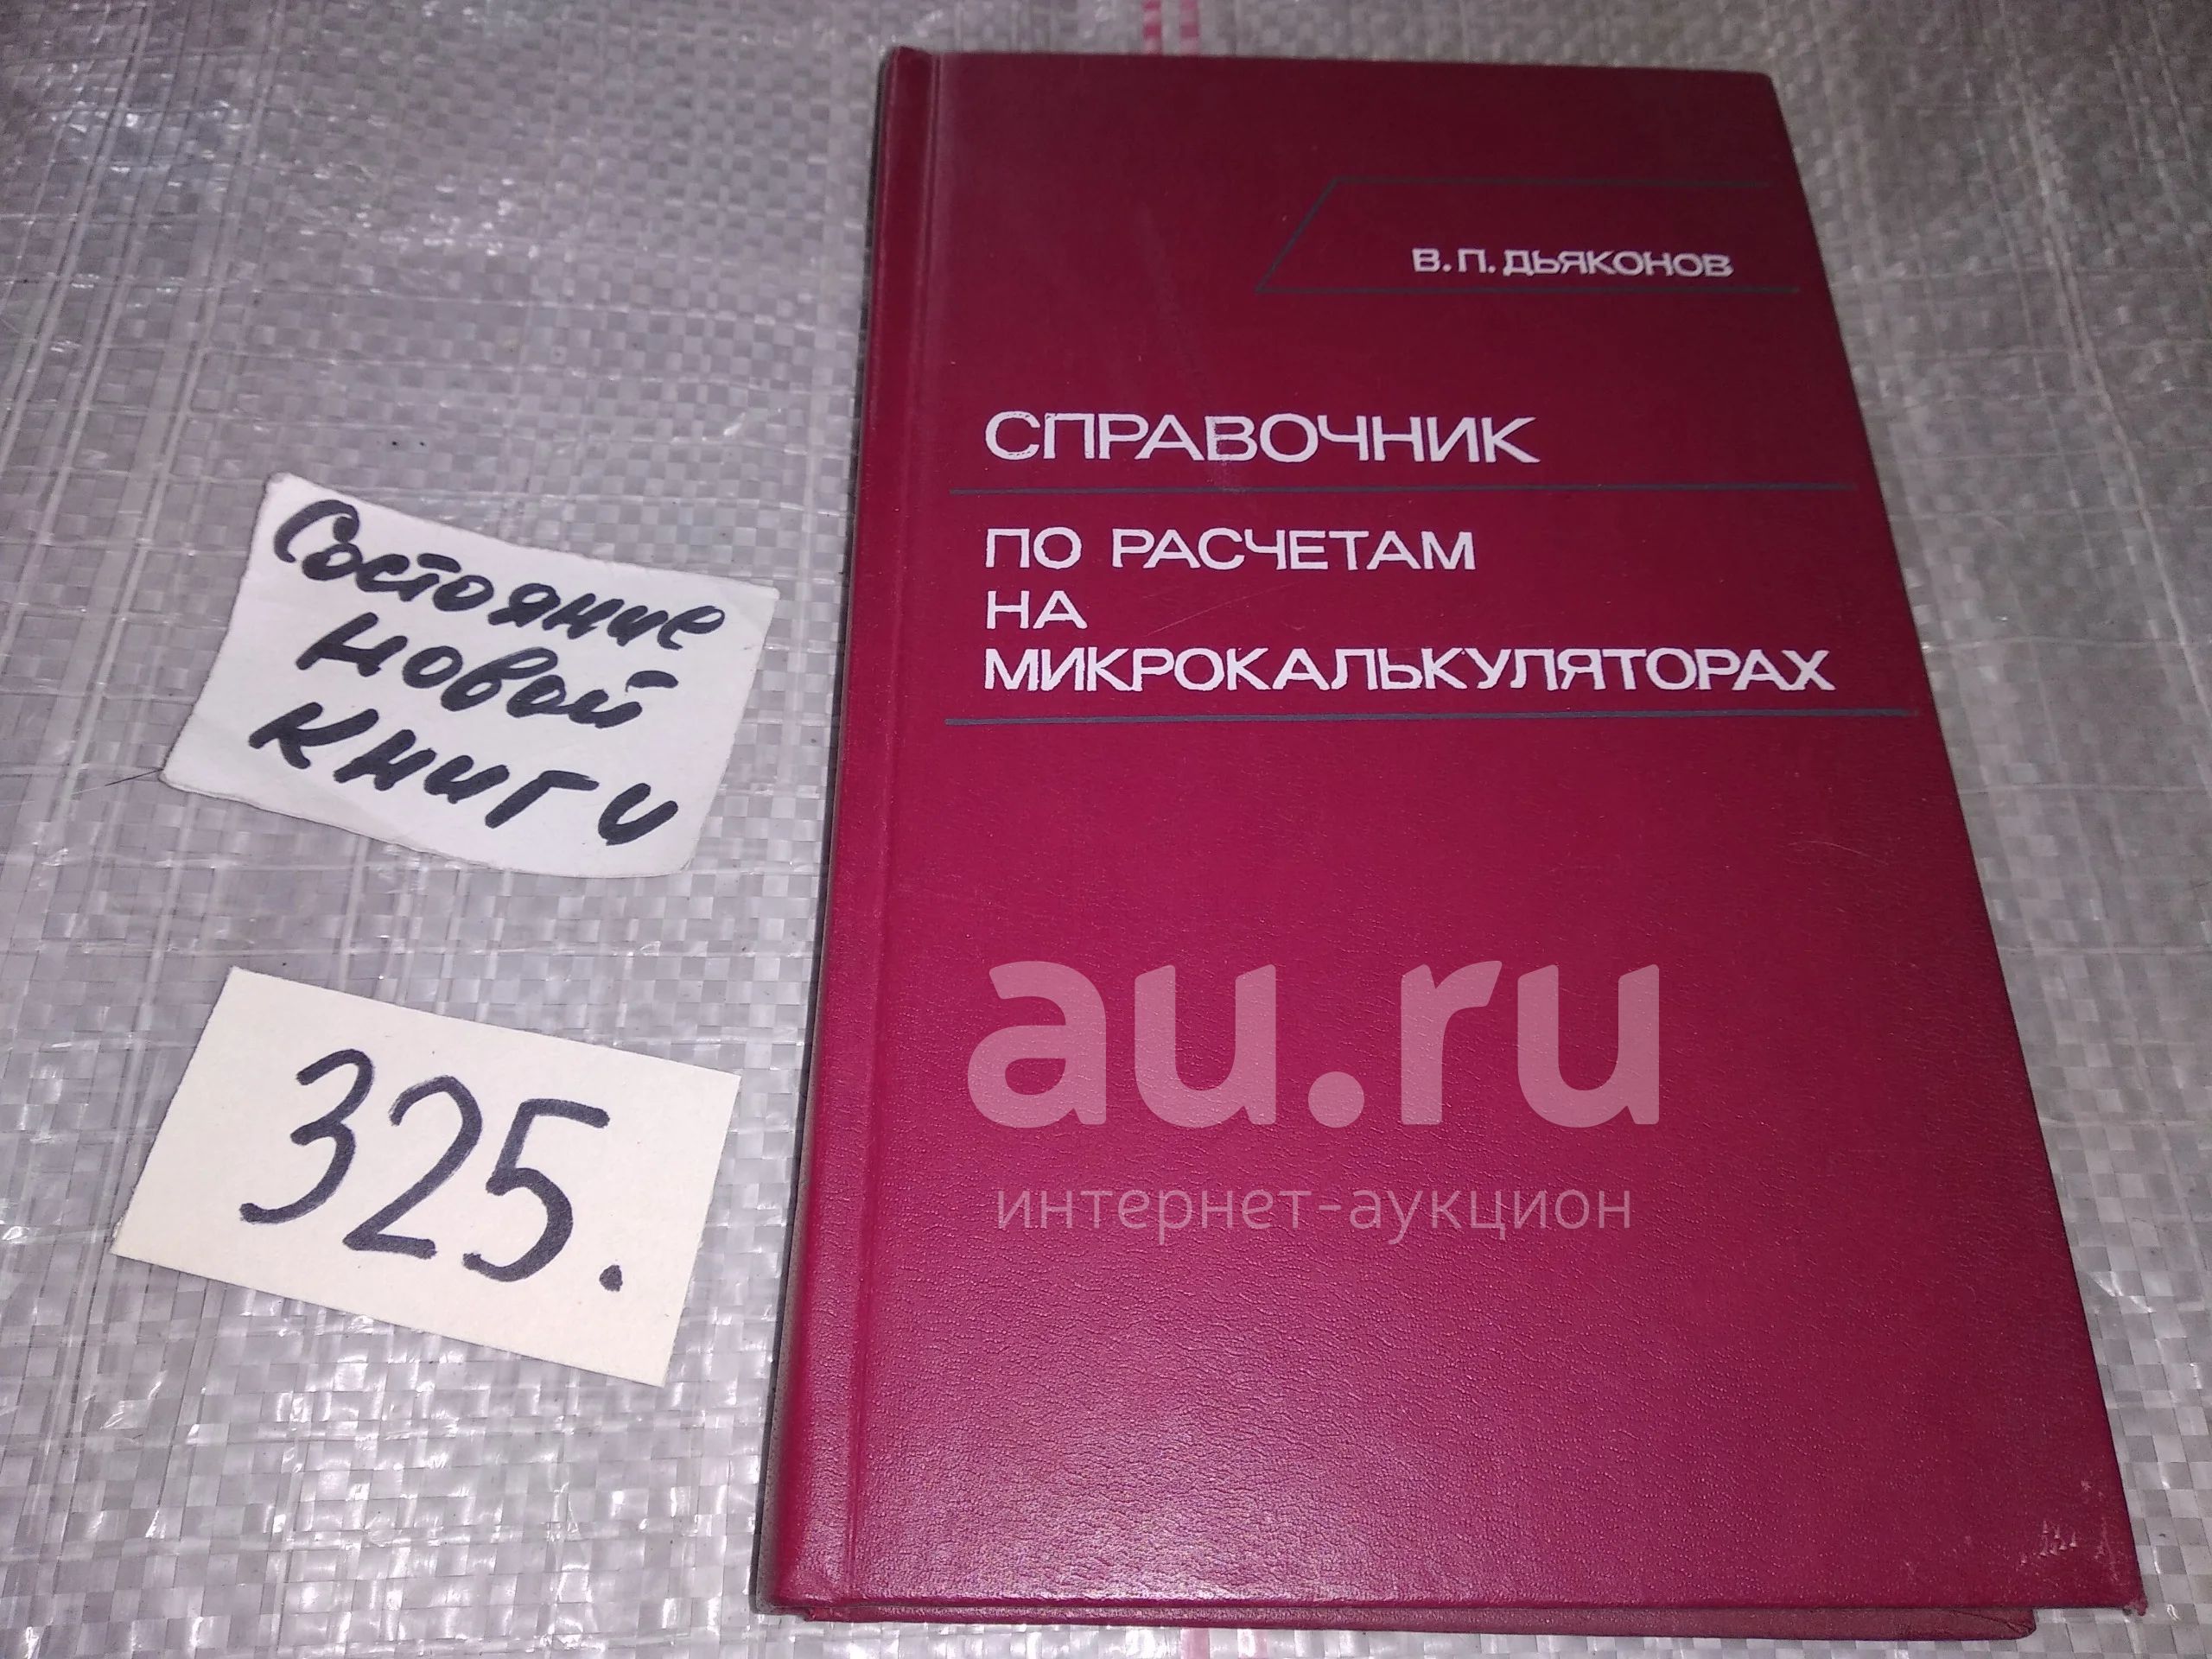 В.П. ДЬЯКОНОВ
СПРАВОЧНИК
ПО РАСЧЕТАМ
НА
МИКРОКАЛЬКУЛЯТОРАХ
Состояние
новой
книги
325.
au.ru
интернет-аукцион